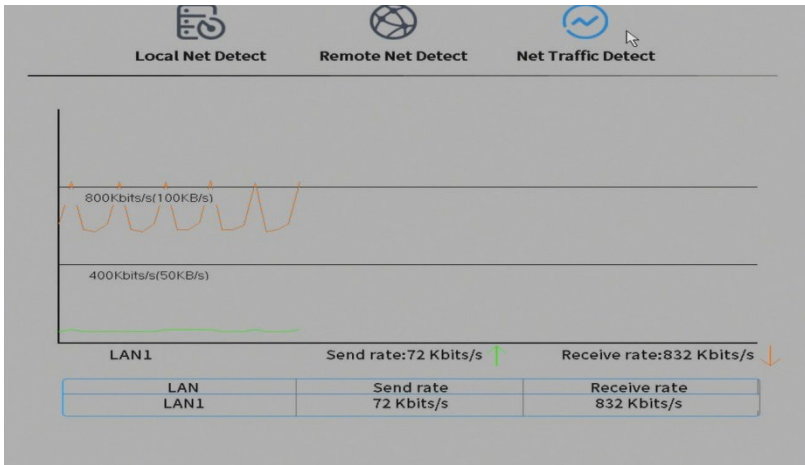 Local Net Detect Remote Net Detect Net Traffic Detect
800Kbits/s(100KB/s)
400Kbits/s(50KB/s)
LAN1 Send rate:72 Kbits/s Receive rate:832 Kbits/s
LAN Send rate Receive rate
LAN1 72 Kbits/s 832 Kbits/s